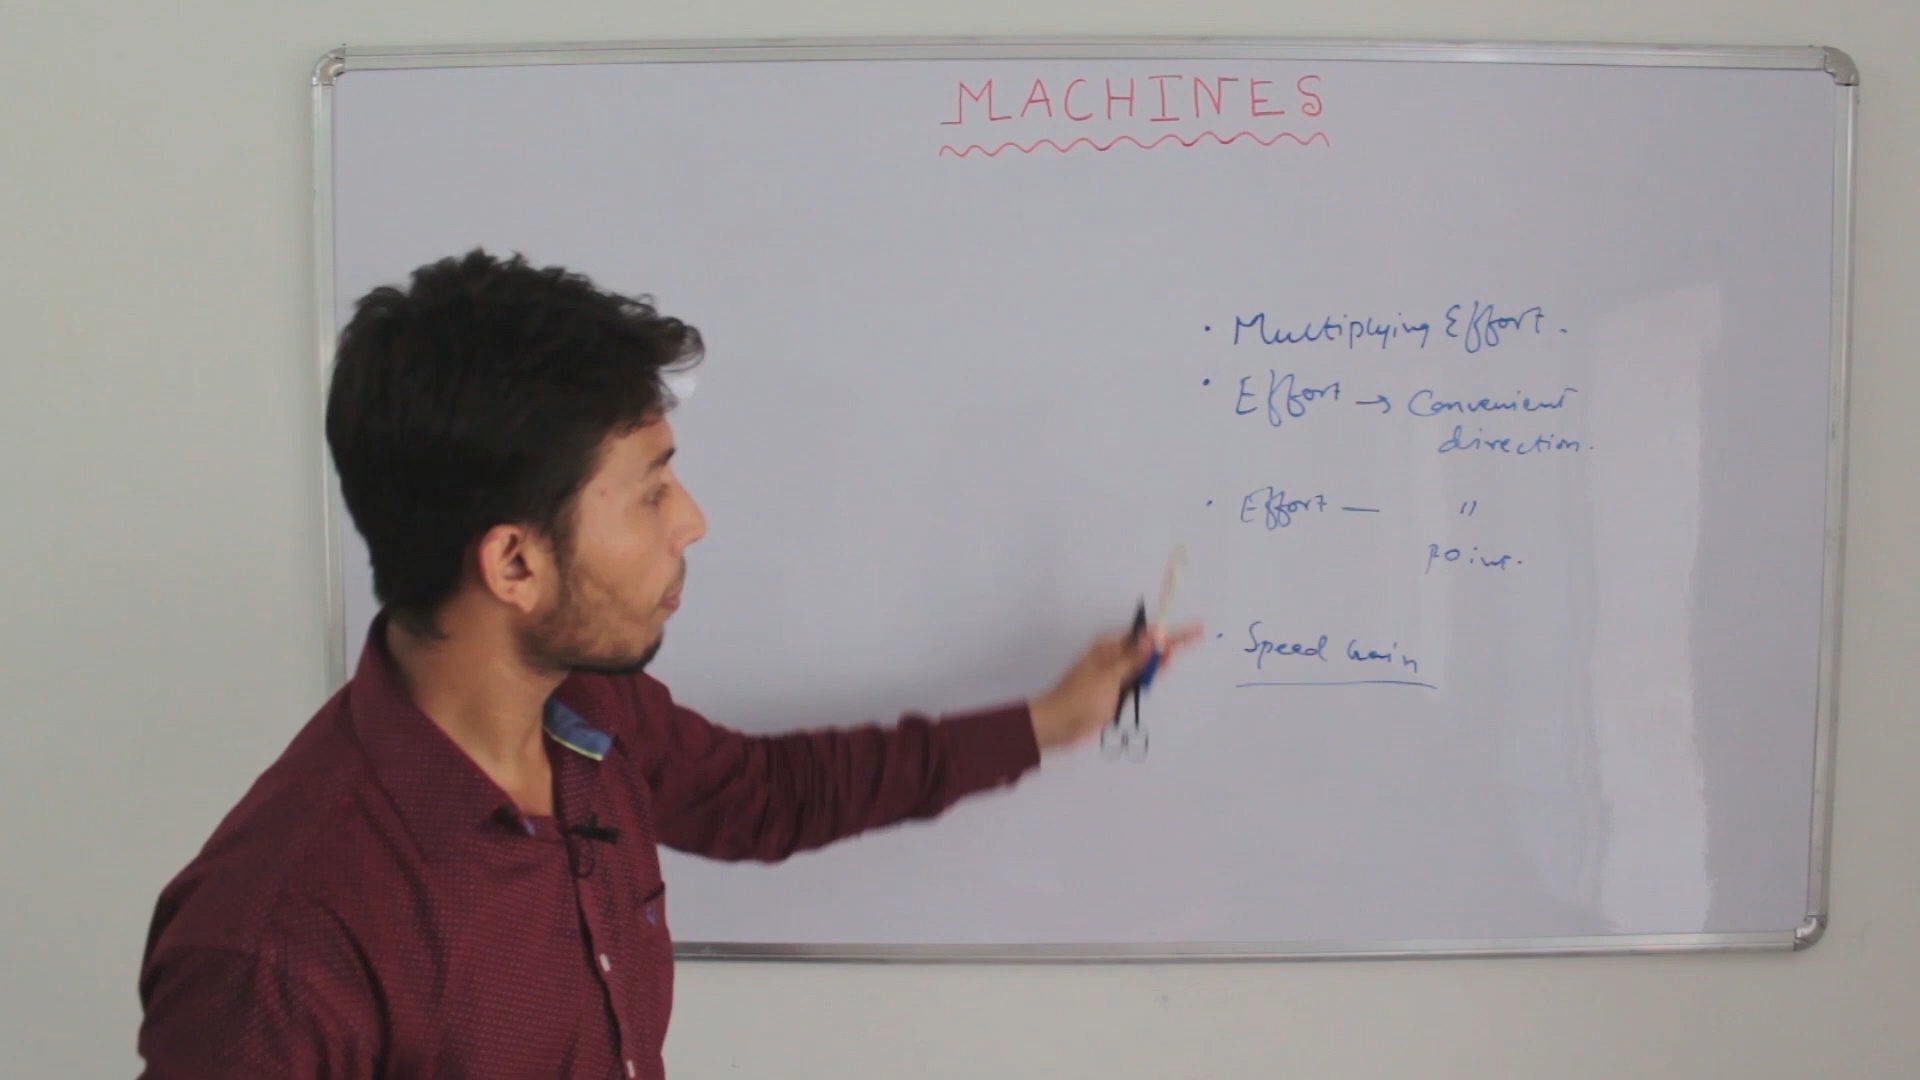 MACHINES
· Multiplying Effort.
· Effort → Convenient
direction.
· Effort — "
Point.
· Speed Gain